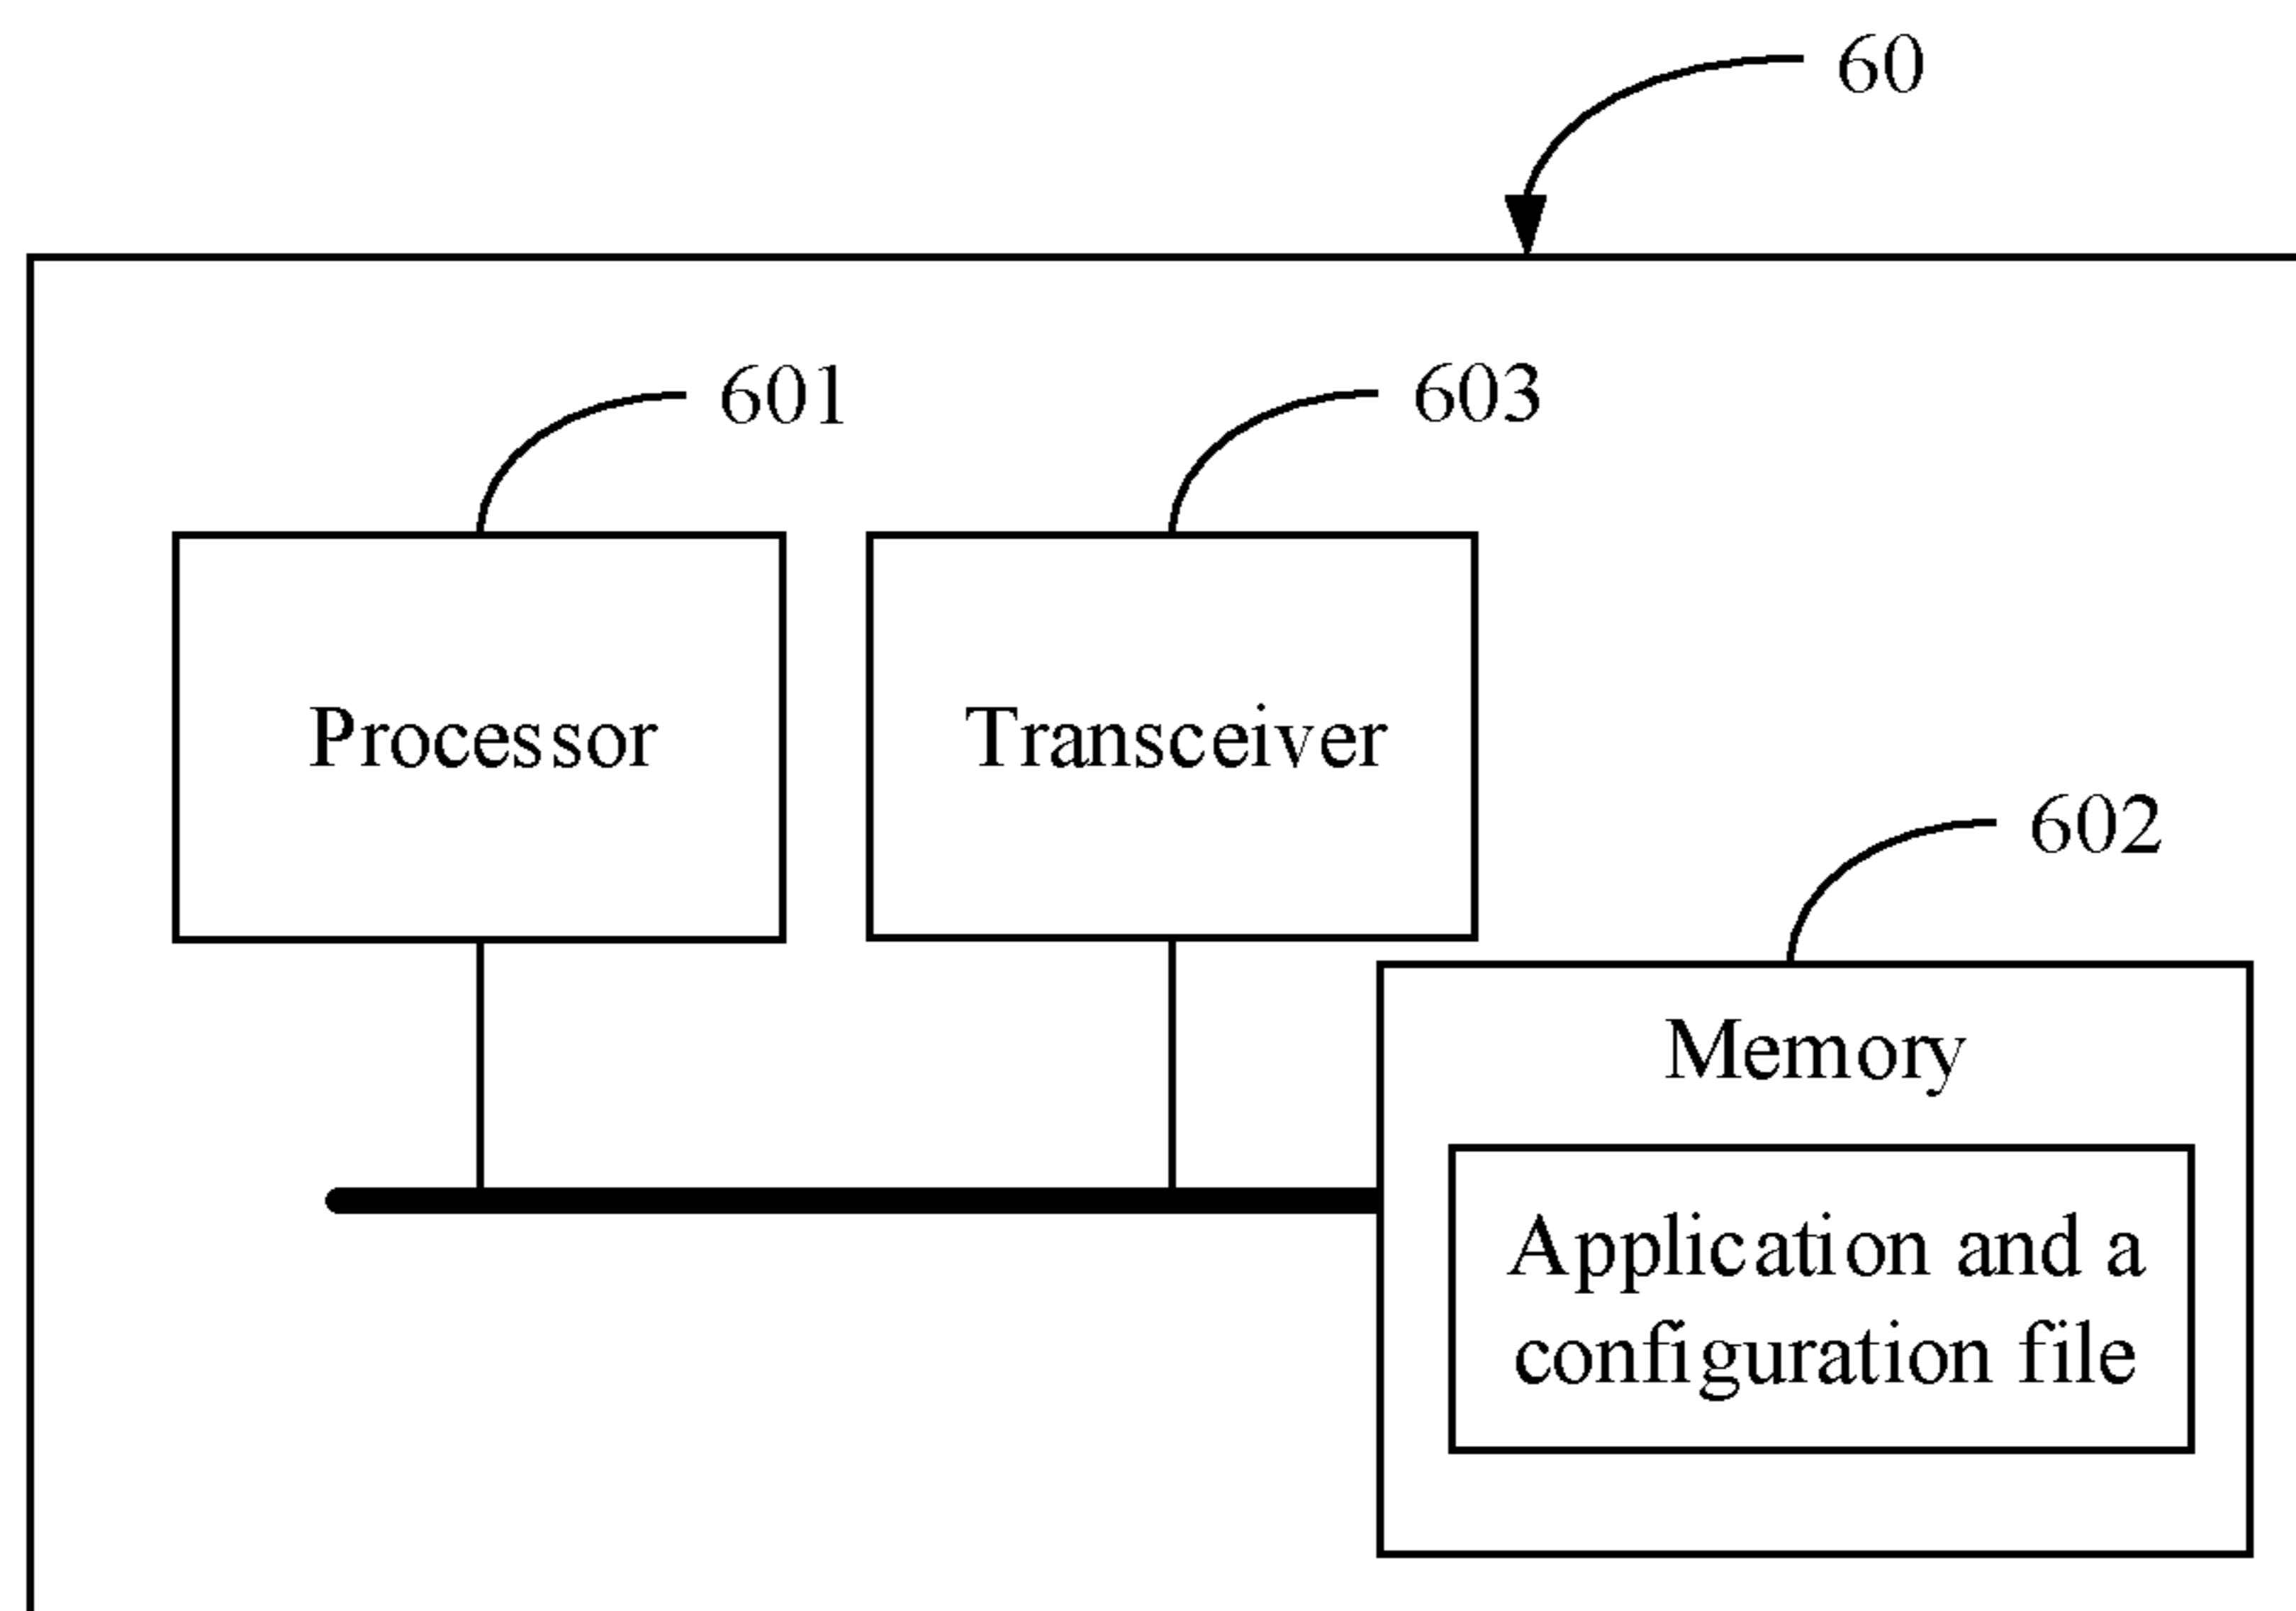 60
601
603
Processor
Transceiver
602
Memory
Application and a
configuration file